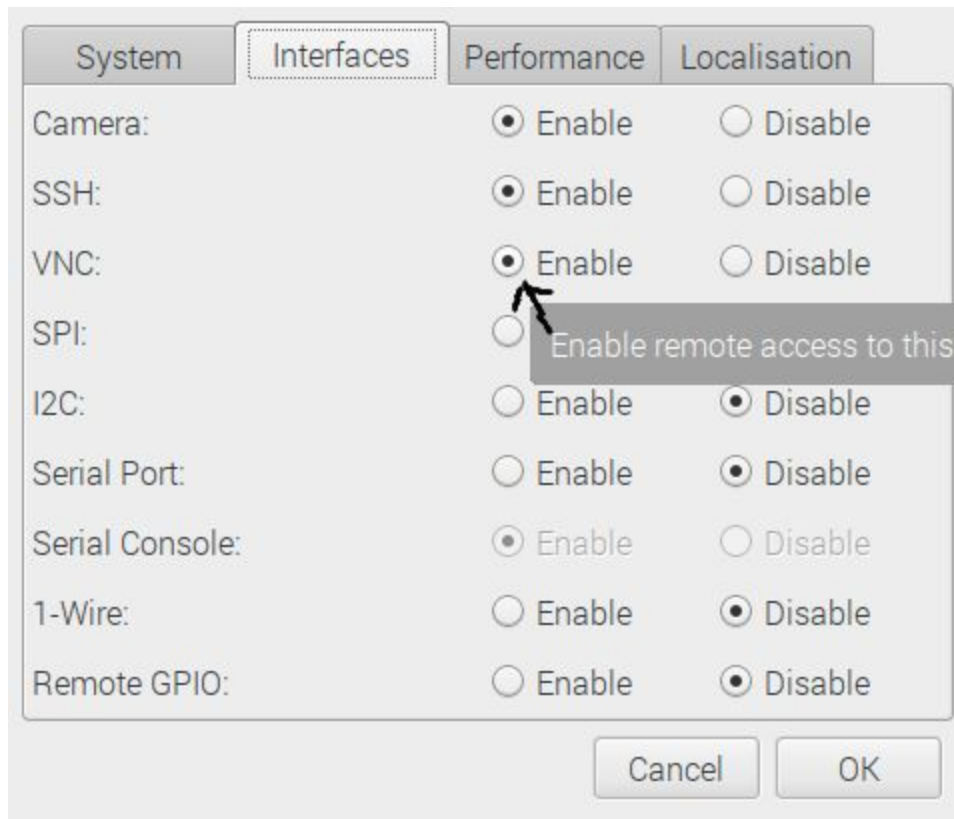 System Interfaces Performance Localisation
Camera: Enable Disable
SSH: Enable Disable
VNC: Enable Disable
SPI:
Enable remote access to this
I2C: Enable Disable
Serial Port: Enable Disable
Serial Console: Enable Disable
1-Wire: Enable Disable
Remote GPIO: Enable Disable
Cancel OK